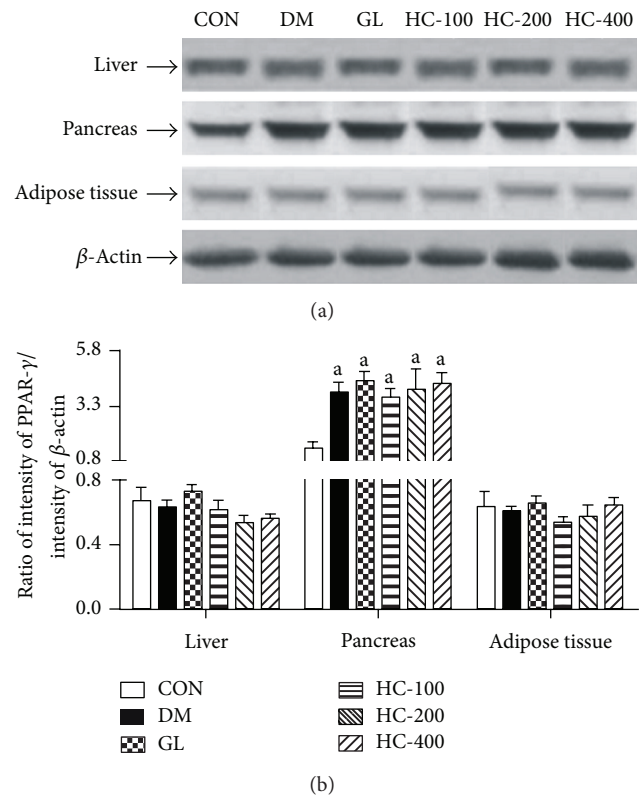 CON DM GL HC-100 HC-200 HC-400
Liver
Pancreas
Adipose tissue
β-Actin
(a)
Ratio of intensity of PPAR-γ/
intensity of β-actin
5.8
3.3
0.8
0.8
0.4
0.0
a a a a a
Liver Pancreas Adipose tissue
CON HC-100
DM HC-200
GL HC-400
(b)